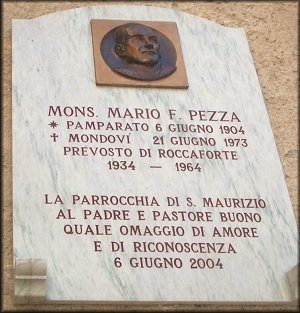 MONS. MARIO F. PEZZA
✷ PAMPARATO 6 GIUGNO 1904
✝ MONDOVÍ 21 GIUGNO 1973
PREVOSTO DI ROCCAFORTE
1934 — 1964
LA PARROCCHIA DI S. MAURIZIO
AL PADRE E PASTORE BUONO
QUALE OMAGGIO DI AMORE
E DI RICONOSCENZA
6 GIUGNO 2004